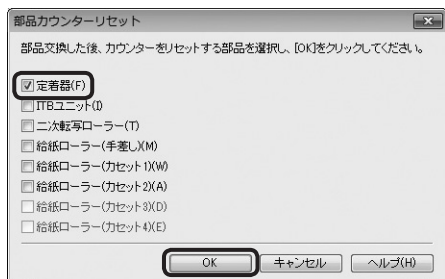 部品カウンターリセット
部品交換した後、カウンターをリセットする部品を選択し、[OK]をクリックしてください。
定着器(F)
ITBユニット(I)
二次転写ローラー(T)
給紙ローラー(手差し)(M)
給紙ローラー(カセット1)(W)
給紙ローラー(カセット2)(A)
給紙ローラー(カセット3)(D)
給紙ローラー(カセット4)(E)
OK キャンセル ヘルプ(H)